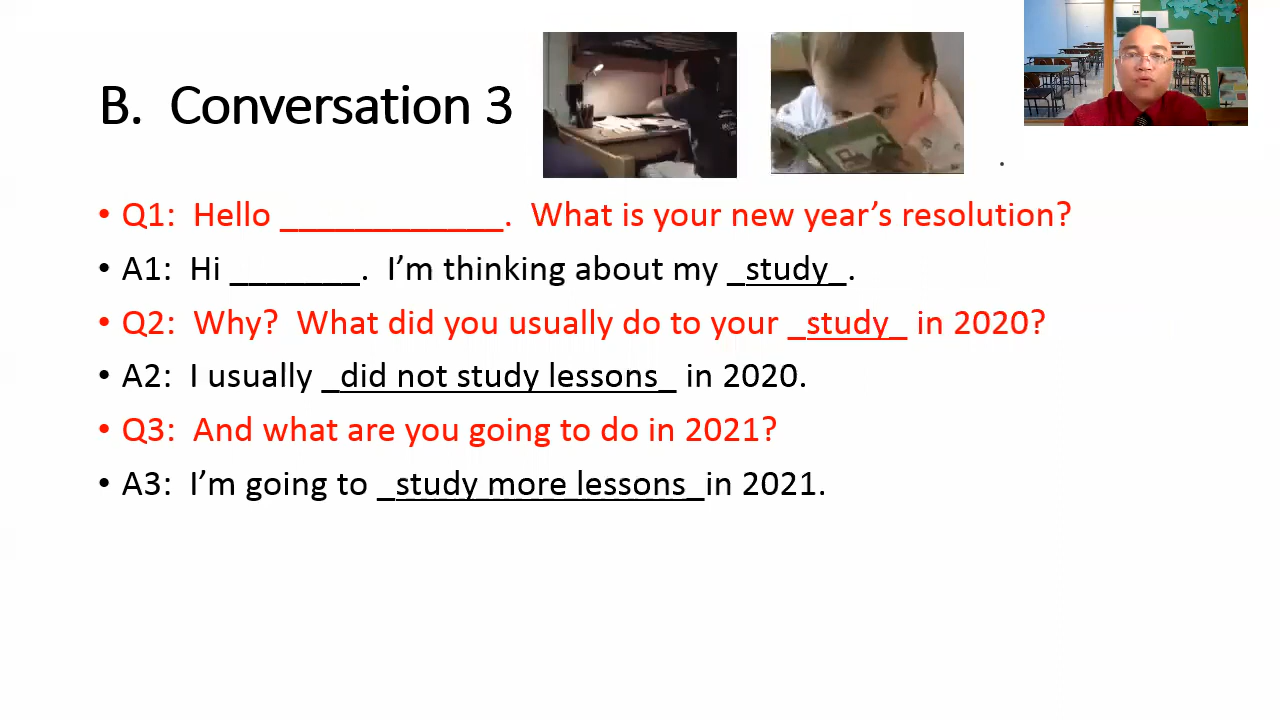 B. Conversation 3
• Q1: Hello ____________. What is your new year's resolution?
• A1: Hi _______. I'm thinking about my _study_.
• Q2: Why? What did you usually do to your _study_ in 2020?
• A2: I usually _did not study lessons_ in 2020.
• Q3: And what are you going to do in 2021?
• A3: I'm going to _study more lessons_in 2021.